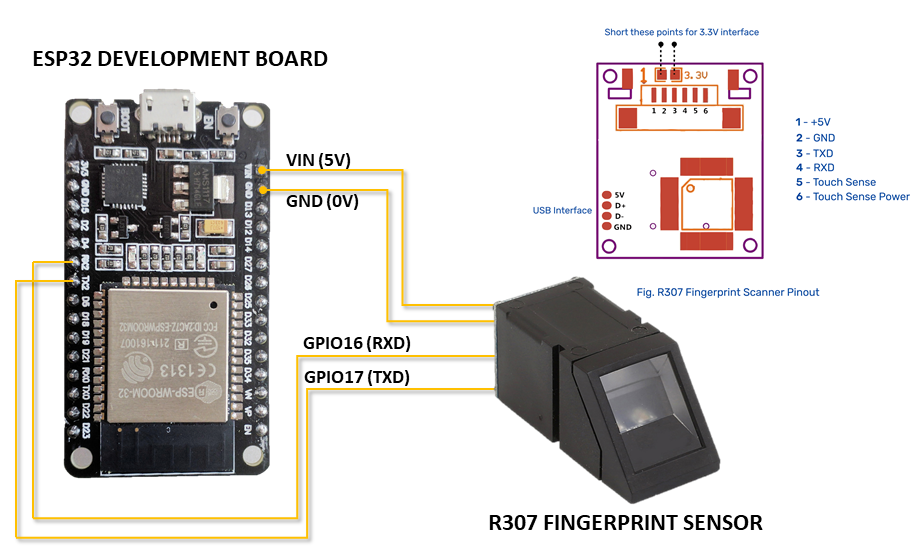 ESP32 DEVELOPMENT BOARD
Short these points for 3.3V interface
1
3.3V
1 2 3 4 5 6
1 - +5V
2 - GND
3 - TXD
4 - RXD
5 - Touch Sense
6 - Touch Sense Power
5V
D+
D-
GND
USB Interface
Fig. R307 Fingerprint Scanner Pinout
BOOT
EN
VIN (5V)
GND (0V)
GPIO16 (RXD)
GPIO17 (TXD)
3V3
GND
D15
D2
D4
RX2
TX2
D5
D18
D19
D21
RX0
TX0
D22
D23
VIN
GND
D13
D12
D14
D27
D26
D25
D33
D32
D35
D34
VN
VP
EN
ESP-WROOM-32
CE1313
R 211-161007
FCC ID:2AC7Z-ESPWROOM32
R307 FINGERPRINT SENSOR